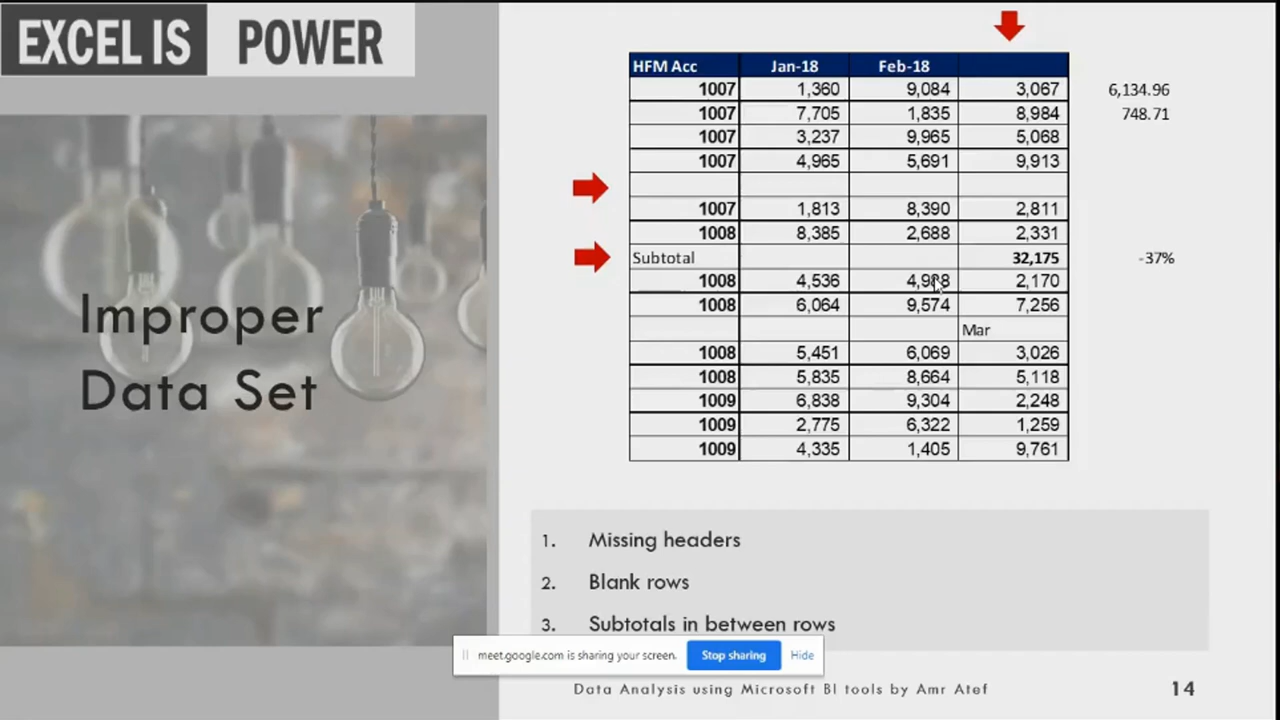 EXCEL IS POWER
Improper
Data Set
HFM Acc Jan-18 Feb-18
1007 1,360 9,084 3,067 6,134.96
1007 7,705 1,835 8,984 748.71
1007 3,237 9,965 5,068
1007 4,965 5,691 9,913
1007 1,813 8,390 2,811
1008 8,385 2,688 2,331
Subtotal 32,175 -37%
1008 4,536 2,170
1008 6,064 9,574 7,256
Mar
1008 5,451 6,069 3,026
1008 5,835 8,664 5,118
1009 6,838 9,304 2,248
1009 2,775 6,322 1,259
1009 4,335 1,405 9,761
1. Missing headers
2. Blank rows
3. Subtotals in between rows
meet.google.com is sharing your screen. Stop sharing Hide
Data Analysis using Microsoft BI tools by Amr Atef 14